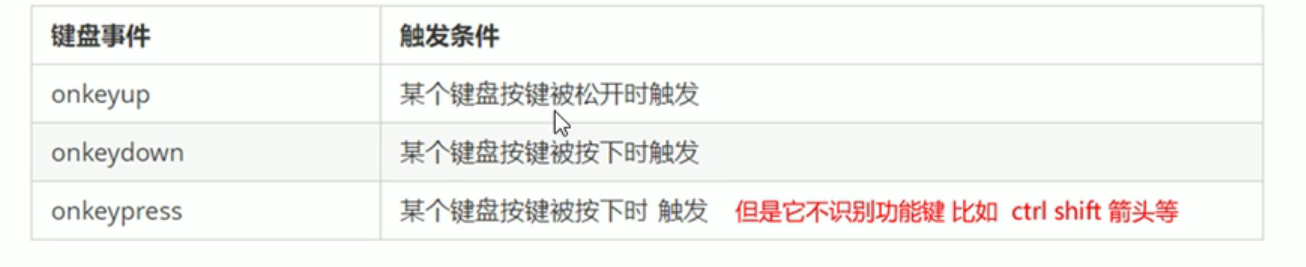 键盘事件 触发条件
onkeyup 某个键盘按键被松开时触发
onkeydown 某个键盘按键被按下时触发
onkeypress 某个键盘按键被按下时 触发 但是它不识别功能键 比如 ctrl shift 箭头等